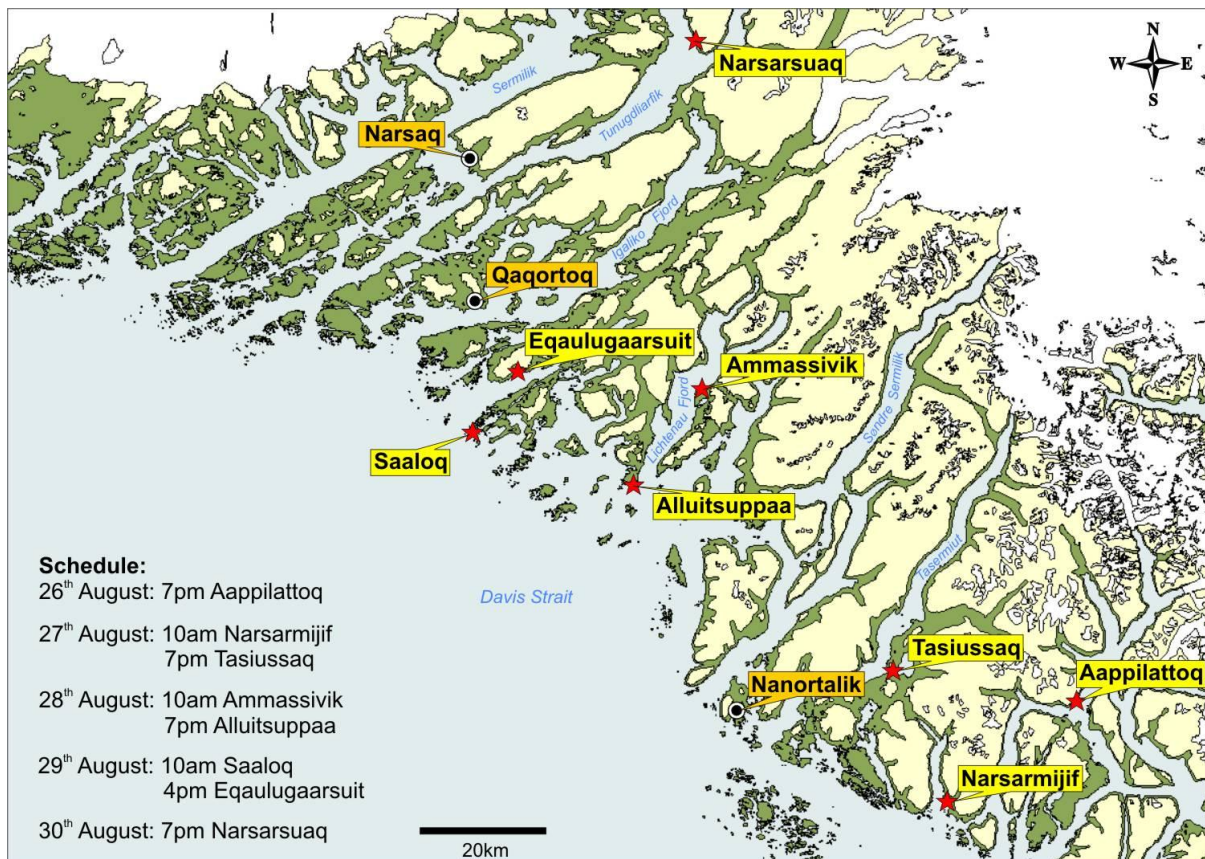 N
W
E
S
Narsarsuaq
Sermilik
Tunugdliarfik
Narsaq
Igaliko Fjord
Qaqortoq
Eqaulugaarsuit
Ammassivik
Lichtenau Fjord
Søndre Sermilik
Saaloq
Alluitsuppaa
Tasermiut
Davis Strait
Tasiussaq
Aappilattoq
Nanortalik
Narsarmijif
Schedule:
26th August: 7pm Aappilattoq
27th August: 10am Narsarmijif
7pm Tasiussaq
28th August: 10am Ammassivik
7pm Alluitsuppaa
29th August: 10am Saaloq
4pm Eqaulugaarsuit
30th August: 7pm Narsarsuaq
20km